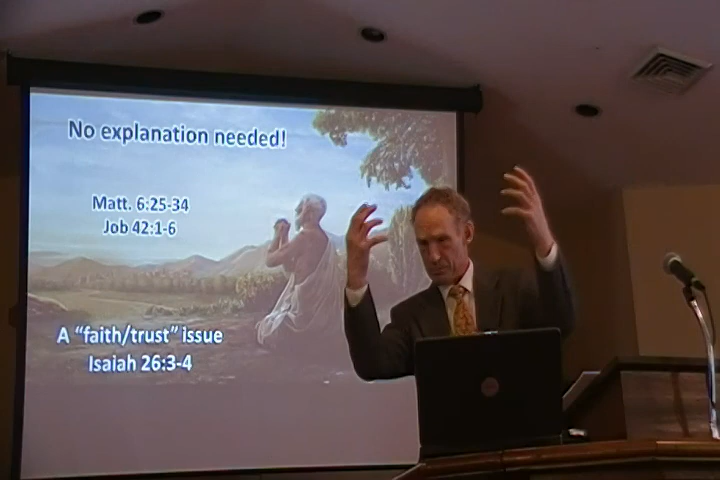 No explanation needed!
Matt. 6:25-34
Job 42:1-6
A "faith/trust" issue
Isaiah 26:3-4